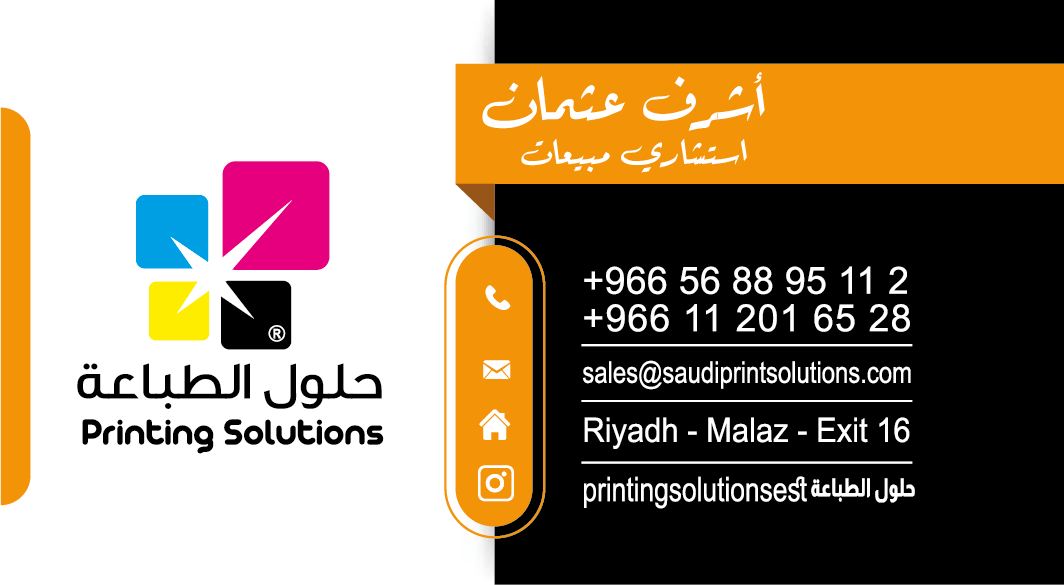 أشرف عثمان
استشاري مبيعات
®
حلول الطباعة
Printing Solutions
+966 56 88 95 11 2
+966 11 201 65 28
sales@saudiprintsolutions.com
Riyadh - Malaz - Exit 16
printingsolutionsest حلول الطباعة